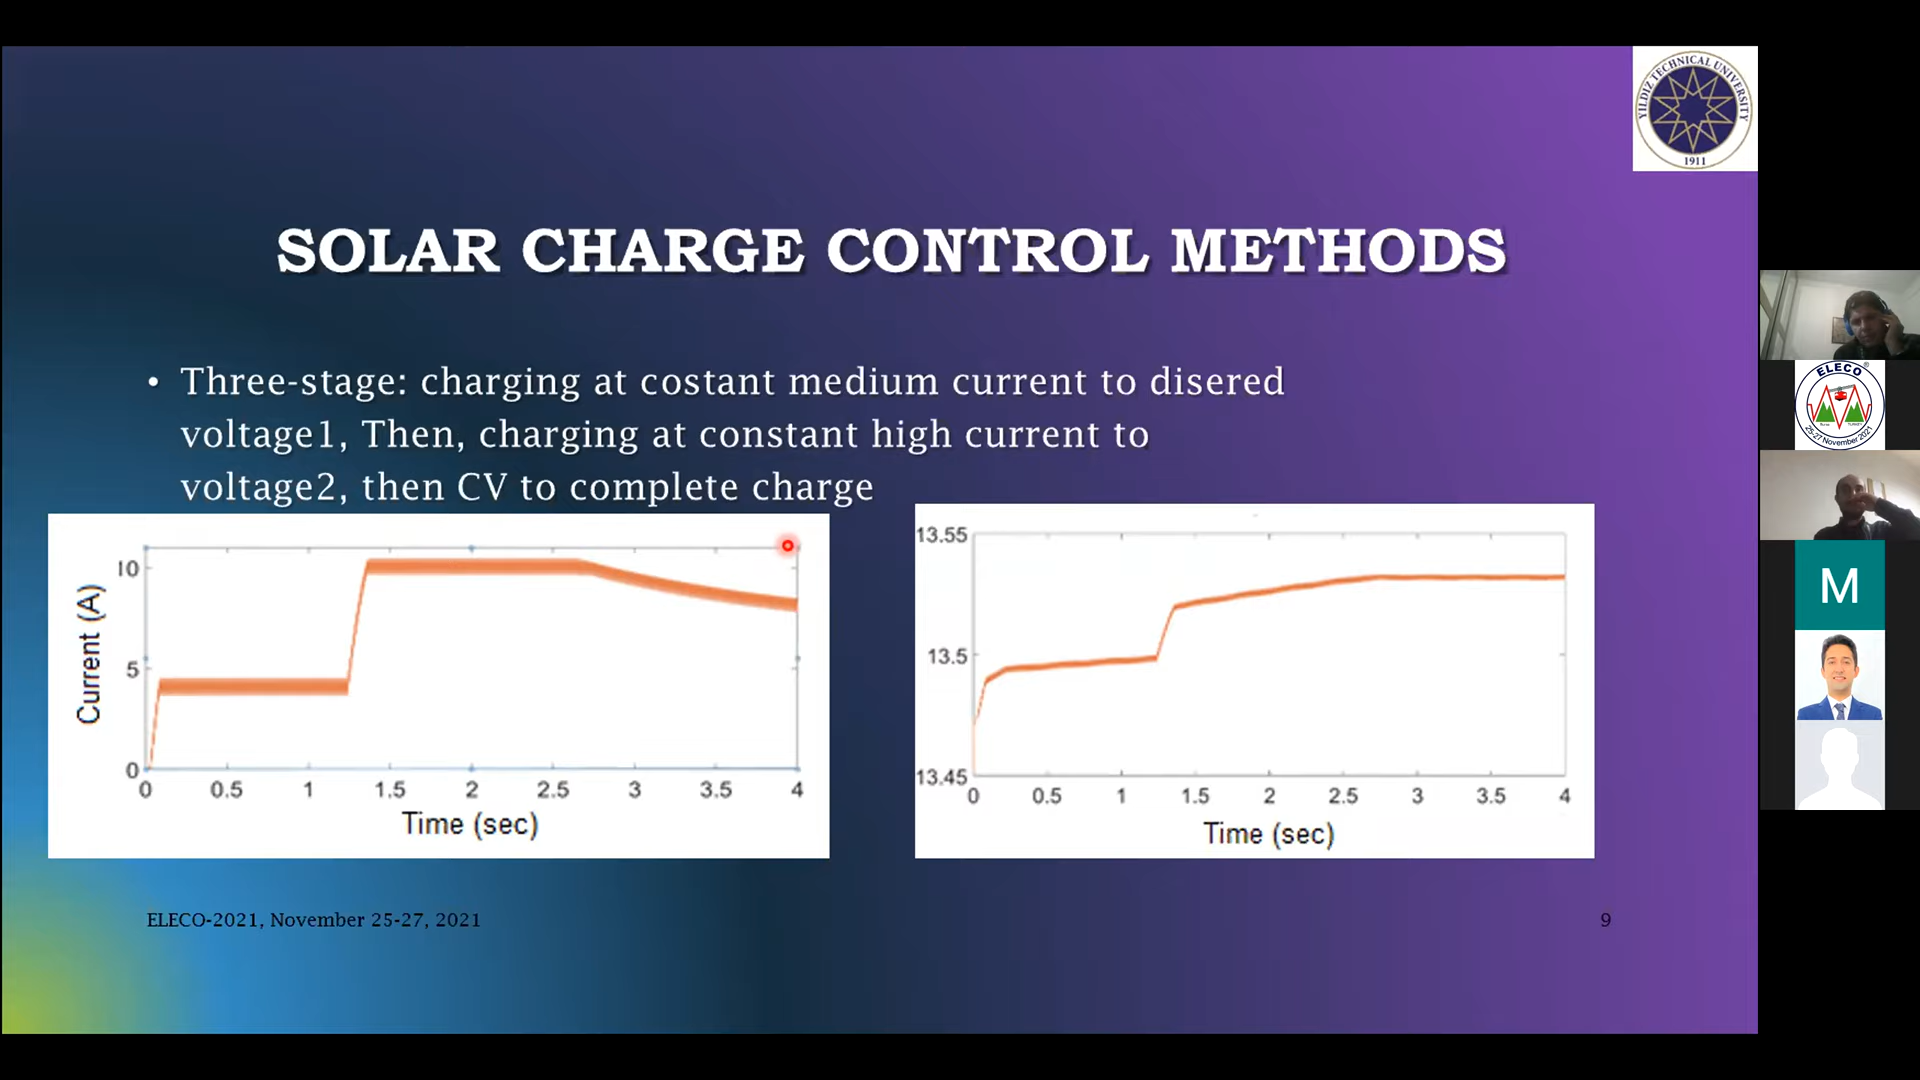 YILDIZ TECHNICAL UNIVERSITY
1911
SOLAR CHARGE CONTROL METHODS
• Three-stage: charging at costant medium current to disered
voltage1, Then, charging at constant high current to
voltage2, then CV to complete charge
Current (A)
10
5
0
0 0.5 1 1.5 2 2.5 3 3.5 4
Time (sec)
13.55
13.5
13.45
0 0.5 1 1.5 2 2.5 3 3.5 4
Time (sec)
ELECO-2021, November 25-27, 2021
9
ELECO
®
25-27 November 2021
M